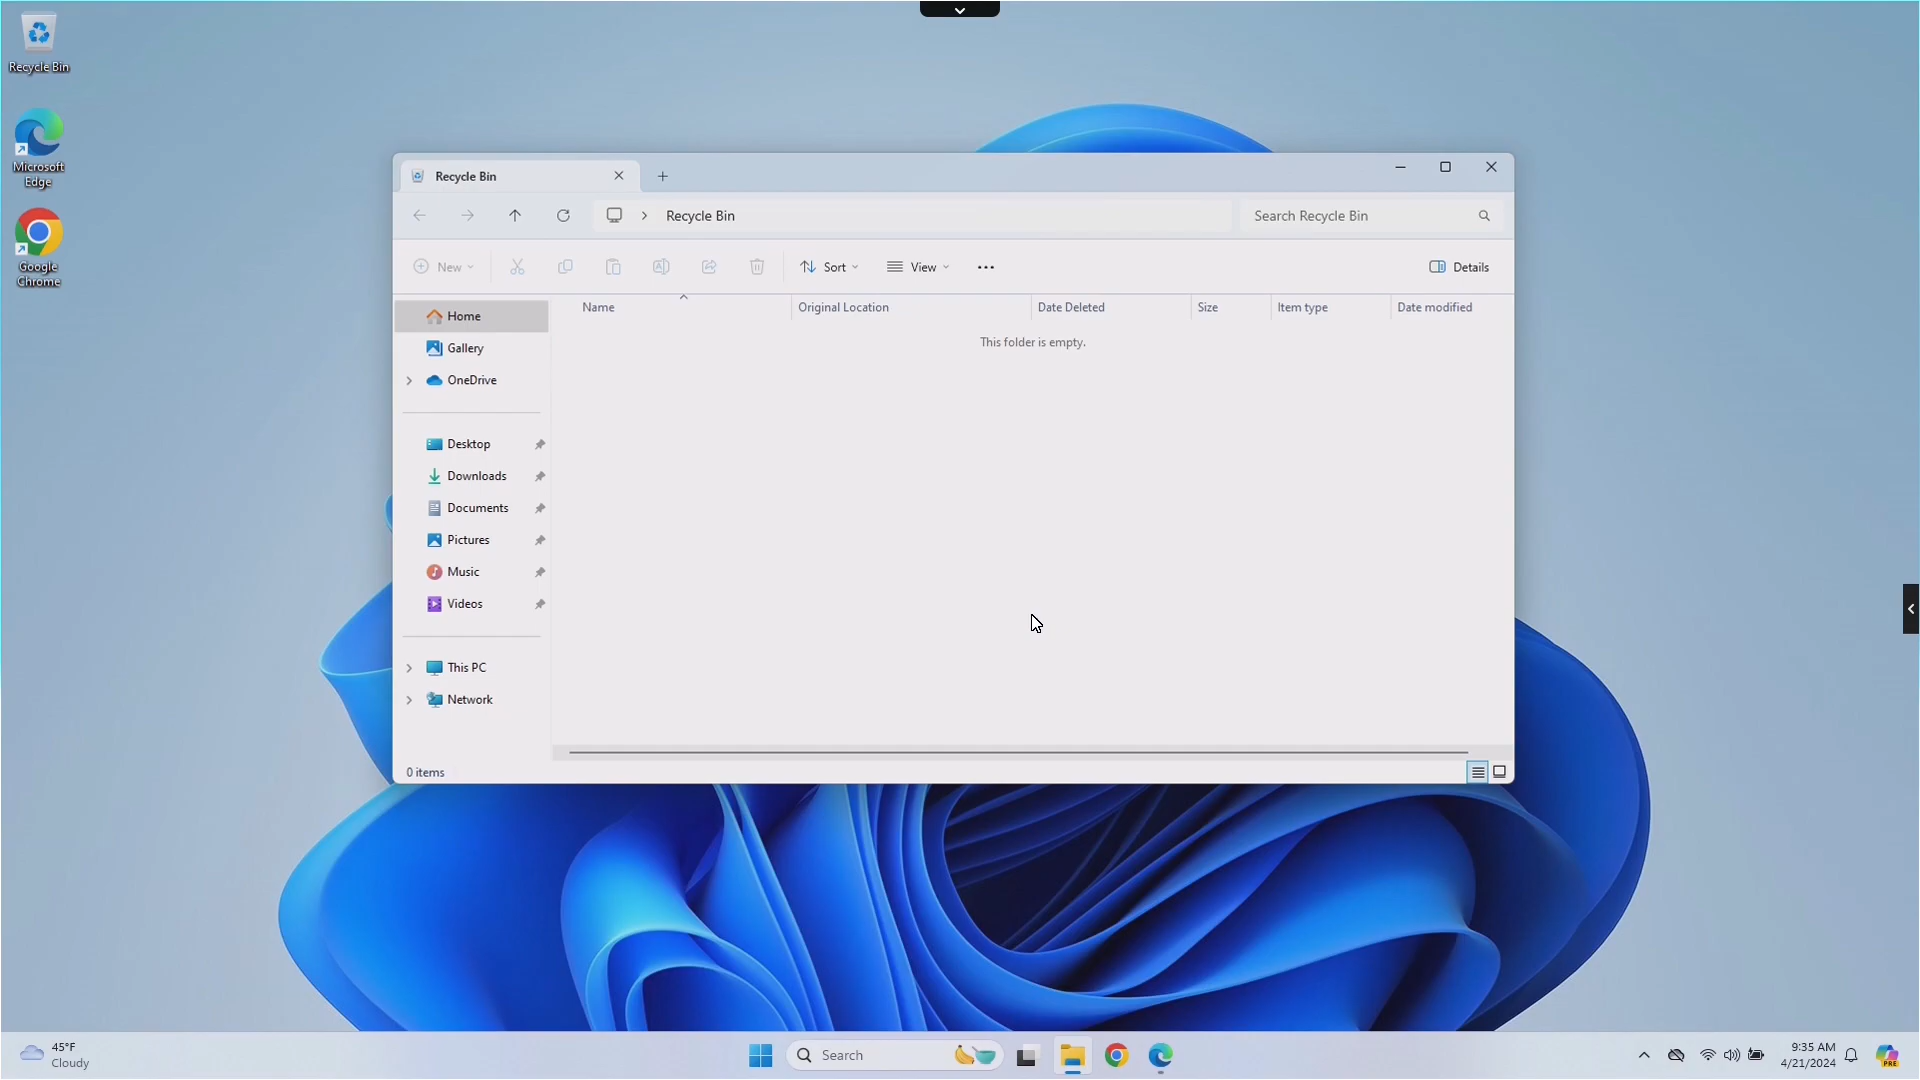 Recycle Bin
Microsoft
Edge
Google
Chrome
Recycle Bin
Recycle Bin
Search Recycle Bin
New
Sort
View
Details
Home
Gallery
OneDrive
Desktop
Downloads
Documents
Pictures
Music
Videos
This PC
Network
Name
Original Location
Date Deleted
Size
Item type
Date modified
This folder is empty.
0 items
45°F
Cloudy
Search
9:35 AM
4/21/2024
PRE